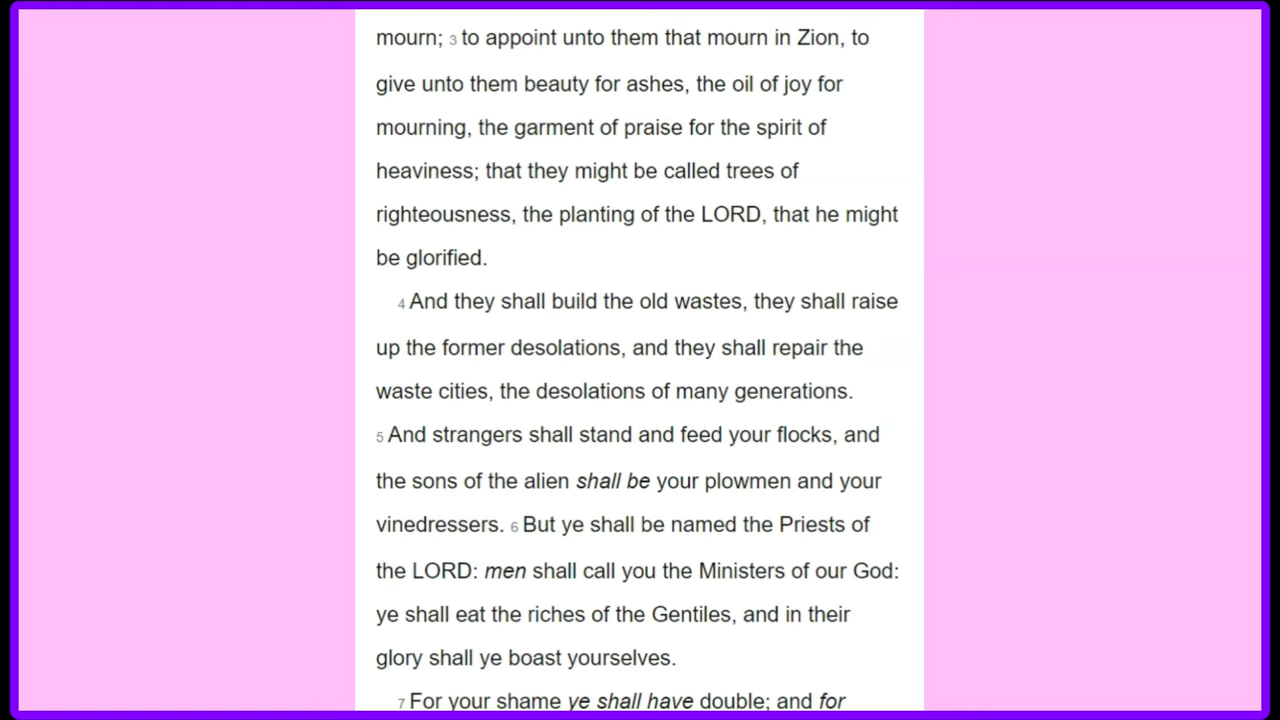 mourn; 3 to appoint unto them that mourn in Zion, to
give unto them beauty for ashes, the oil of joy for
mourning, the garment of praise for the spirit of
heaviness; that they might be called trees of
righteousness, the planting of the LORD, that he might
be glorified.
4 And they shall build the old wastes, they shall raise
up the former desolations, and they shall repair the
waste cities, the desolations of many generations.
5 And strangers shall stand and feed your flocks, and
the sons of the alien shall be your plowmen and your
vinedressers. 6 But ye shall be named the Priests of
the LORD: men shall call you the Ministers of our God:
ye shall eat the riches of the Gentiles, and in their
glory shall ye boast yourselves.
7 For your shame ye shall have double; and for